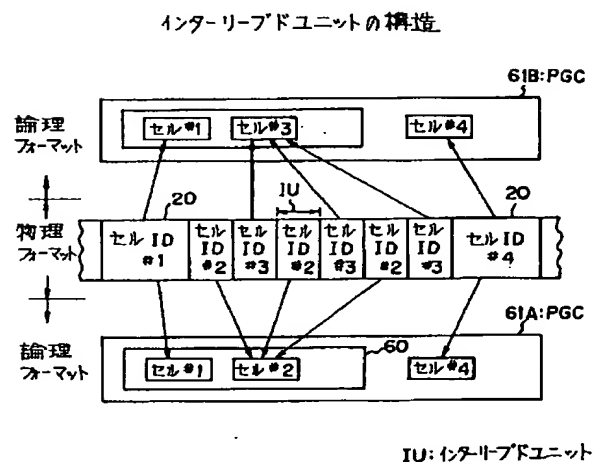 インターリーブドユニットの構造
61B:PGC
論理
フォーマット
セル#1
セル#3
セル#4
20
IU
20
物理
フォーマット
セル ID
#1
セル
ID
#2
セル
ID
#3
セル
ID
#2
セル
ID
#3
セル
ID
#2
セル
ID
#3
セル ID
#4
61A:PGC
論理
フォーマット
60
セル#1
セル#2
セル#4
IU:インターリーブドユニット